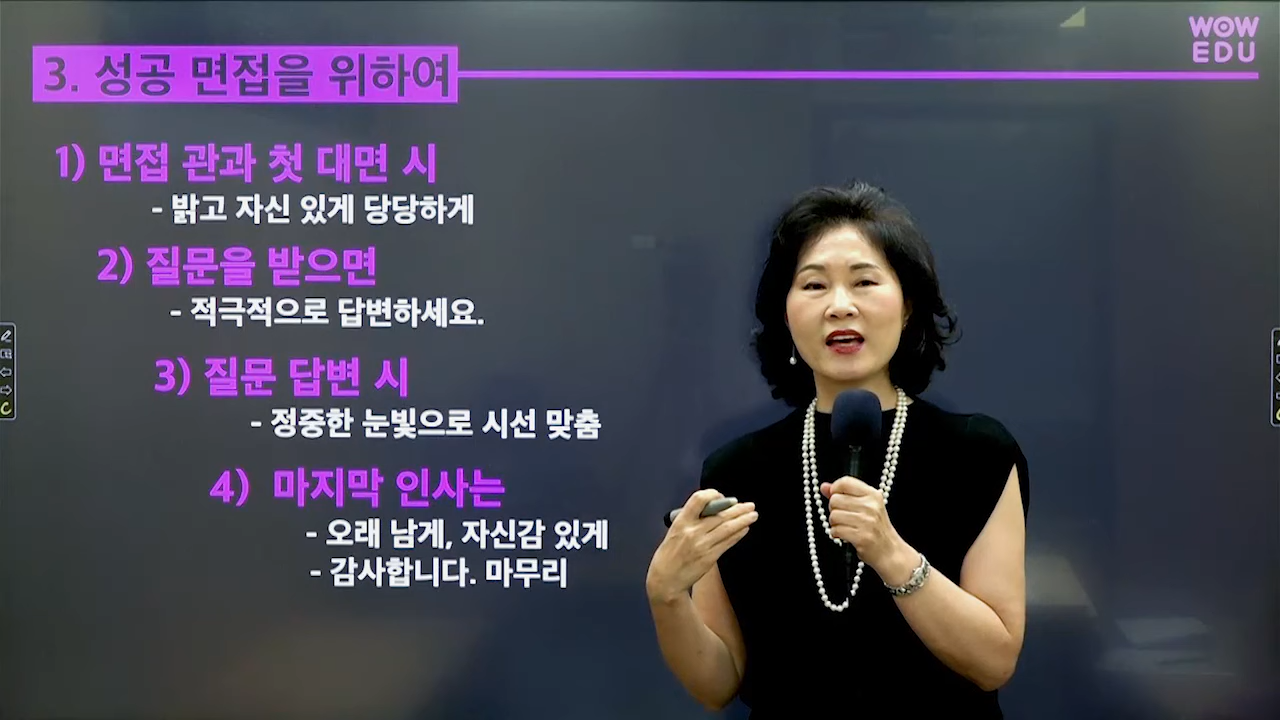 WOW
EDU
3. 성공 면접을 위하여
1) 면접 관과 첫 대면 시
- 밝고 자신 있게 당당하게
2) 질문을 받으면
- 적극적으로 답변하세요.
3) 질문 답변 시
- 정중한 눈빛으로 시선 맞춤
4) 마지막 인사는
- 오래 남게, 자신감 있게
- 감사합니다. 마무리